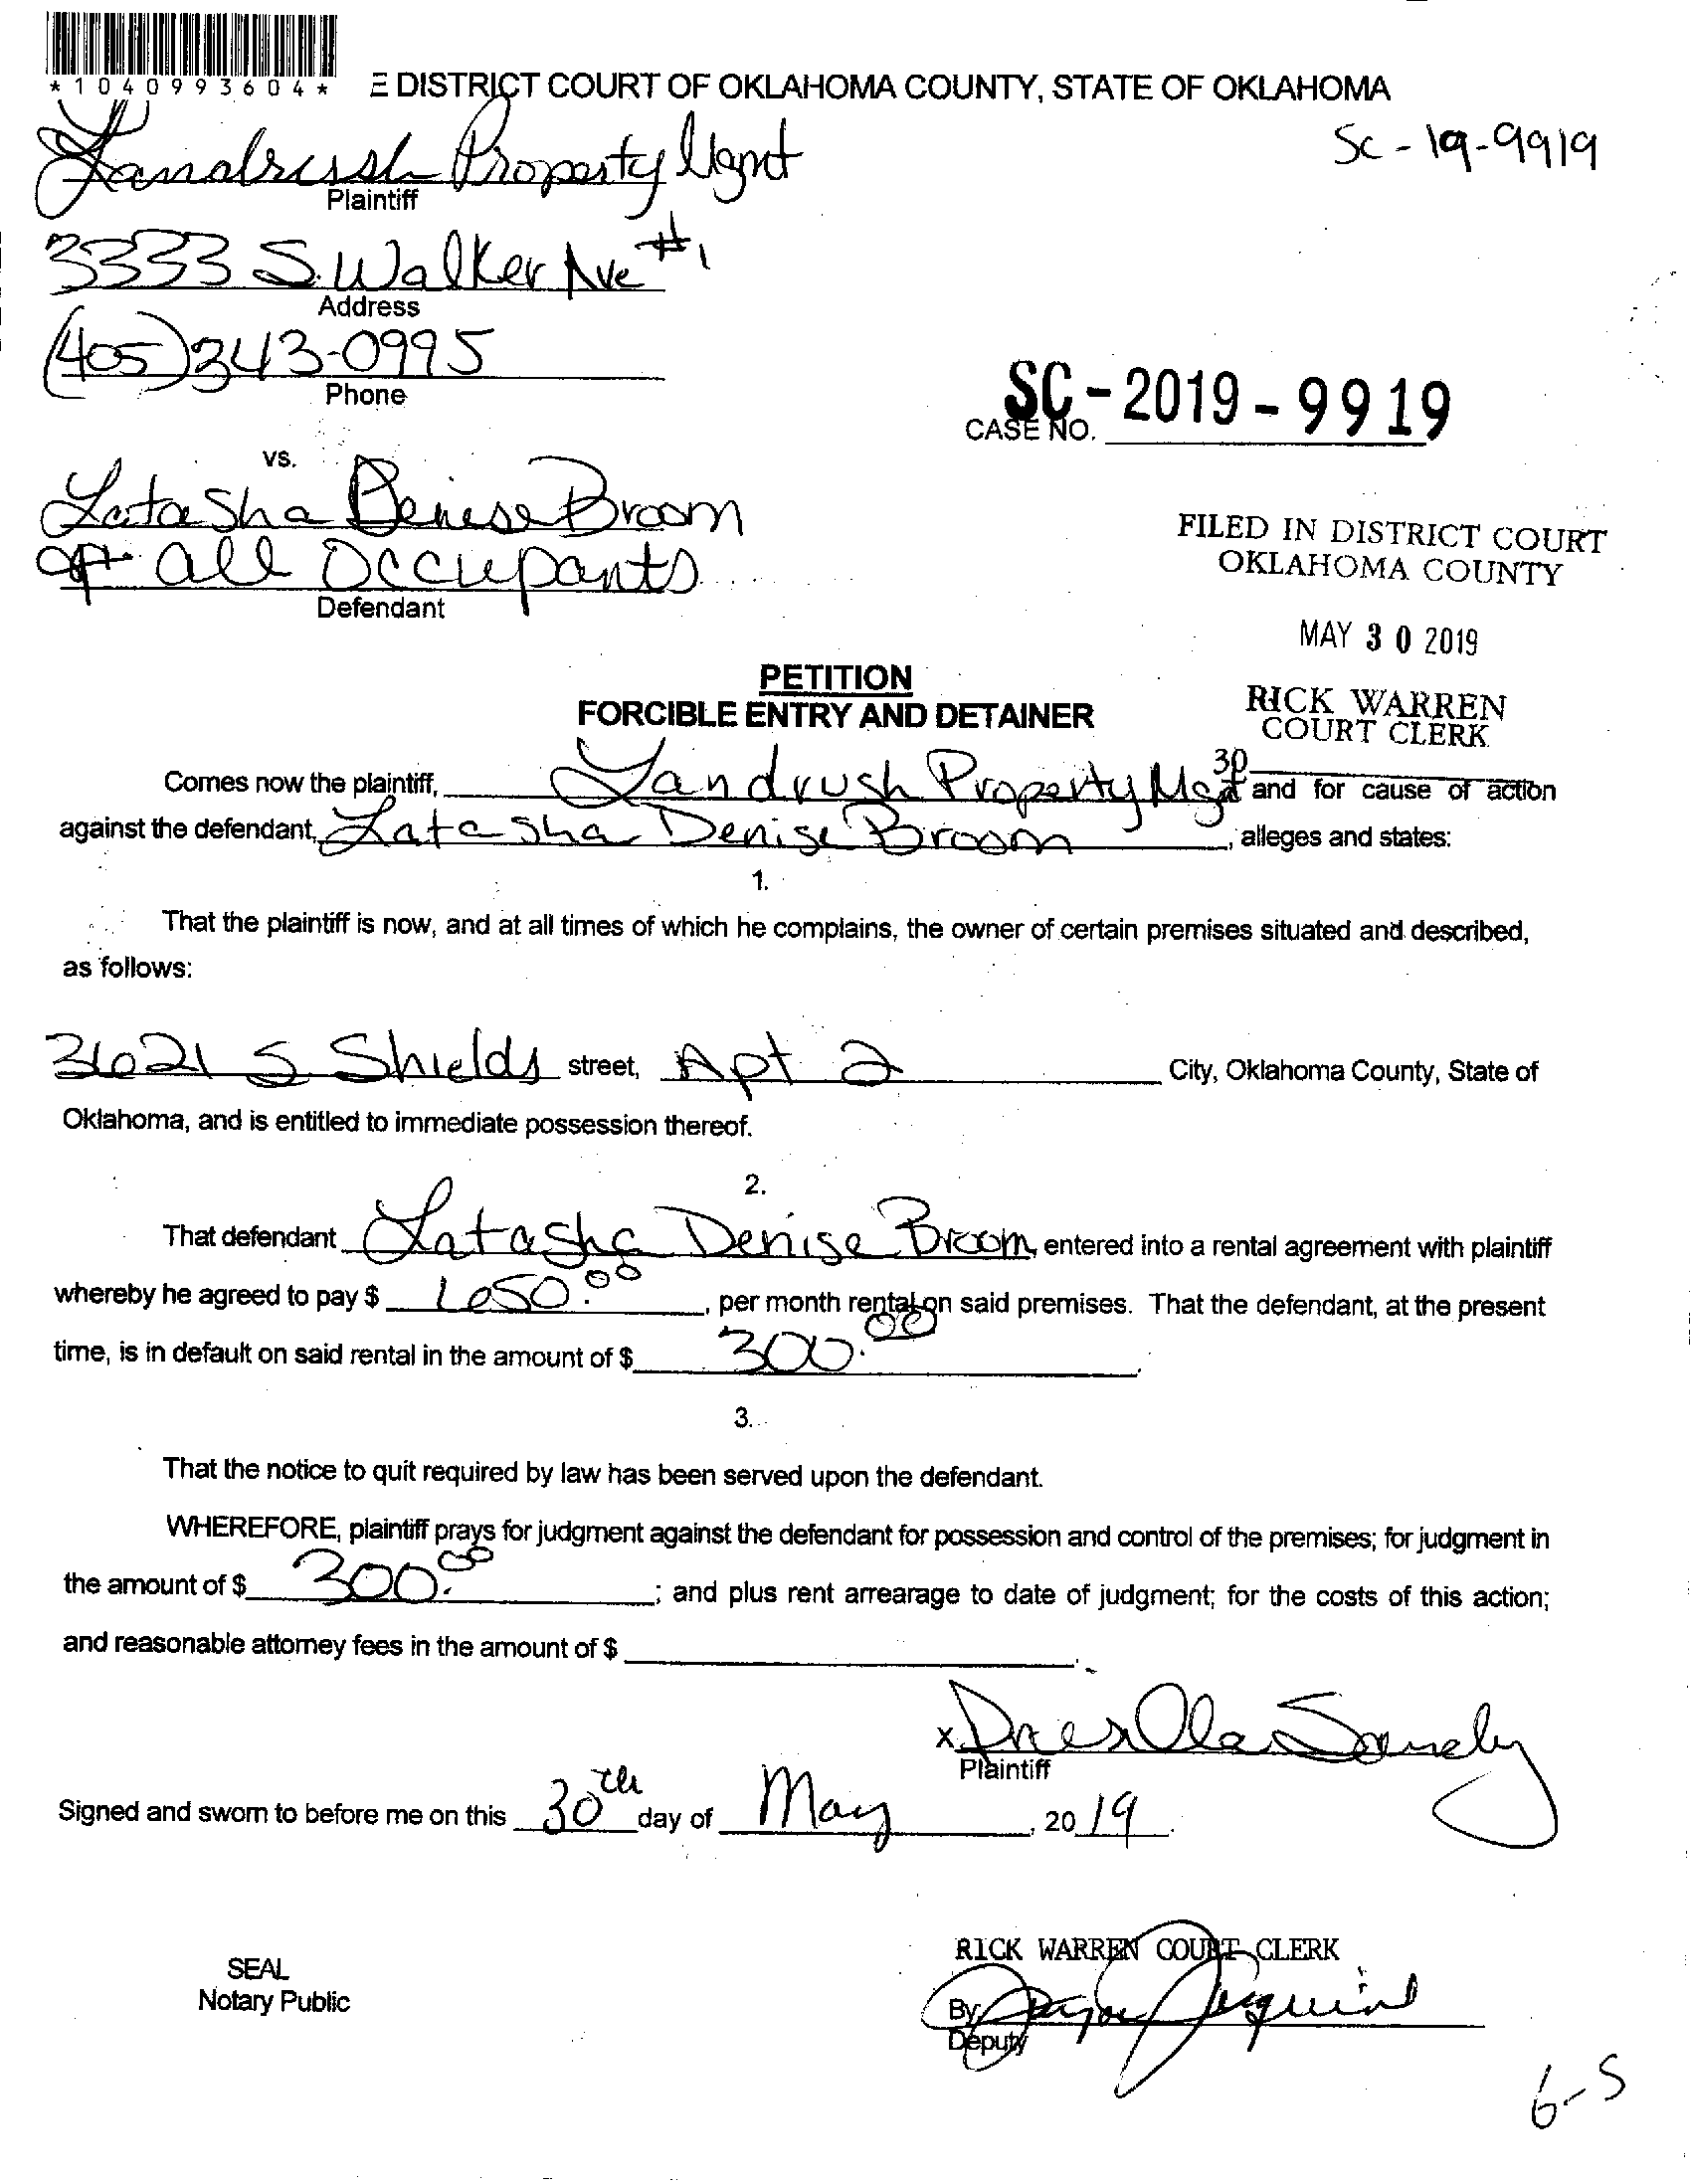 *1040993604*
E DISTRICT COURT OF OKLAHOMA COUNTY, STATE OF OKLAHOMA
SC-19-9919
Landrush Property Mgmt
Plaintiff
3333 S. Walker Ave #1
Address
(405) 343-0995
Phone
SC-2019-9919
CASE NO.
vs.
Latasha Denise Broom
all Occupants
Defendant
FILED IN DISTRICT COURT
OKLAHOMA COUNTY
MAY 30 2019
RICK WARREN
COURT CLERK
30
PETITION
FORCIBLE ENTRY AND DETAINER
Comes now the plaintiff, Landrush Property Mgt and for cause of action
against the defendant, Latasha Denise Broom, alleges and states:
1.
That the plaintiff is now, and at all times of which he complains, the owner of certain premises situated and described,
as follows:
3621 S Shields street, Apt 2 City, Oklahoma County, State of
Oklahoma, and is entitled to immediate possession thereof.
2.
That defendant Latasha Denise Broom, entered into a rental agreement with plaintiff
whereby he agreed to pay $ 650.00, per month rental on said premises. That the defendant, at the present
time, is in default on said rental in the amount of $ 300.00.
3.
That the notice to quit required by law has been served upon the defendant.
WHEREFORE, plaintiff prays for judgment against the defendant for possession and control of the premises; for judgment in
the amount of $ 300.00; and plus rent arrearage to date of judgment; for the costs of this action;
and reasonable attorney fees in the amount of $
x
Plaintiff
Signed and sworn to before me on this 30th day of May, 2019.
RICK WARREN COURT CLERK
SEAL
Notary Public
By
Deputy
6-5